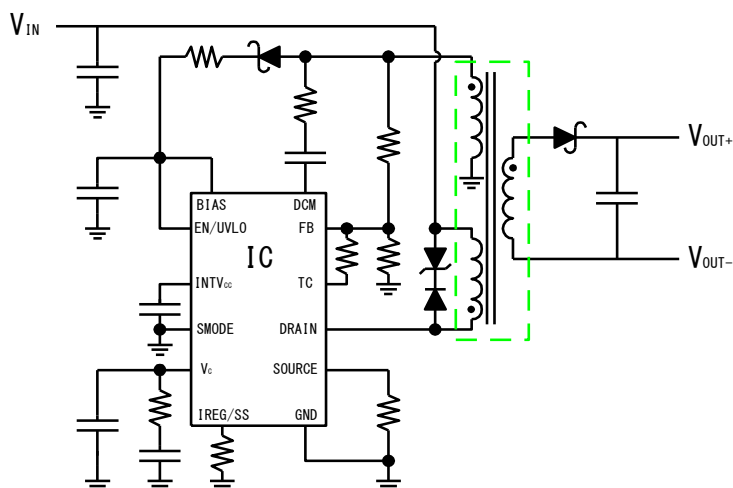 VIN
VOUT+
BIAS
DCM
EN/UVLO
FB
IC
VOUT-
INTVcc
TC
SMODE
DRAIN
Vc
SOURCE
IREG/SS
GND